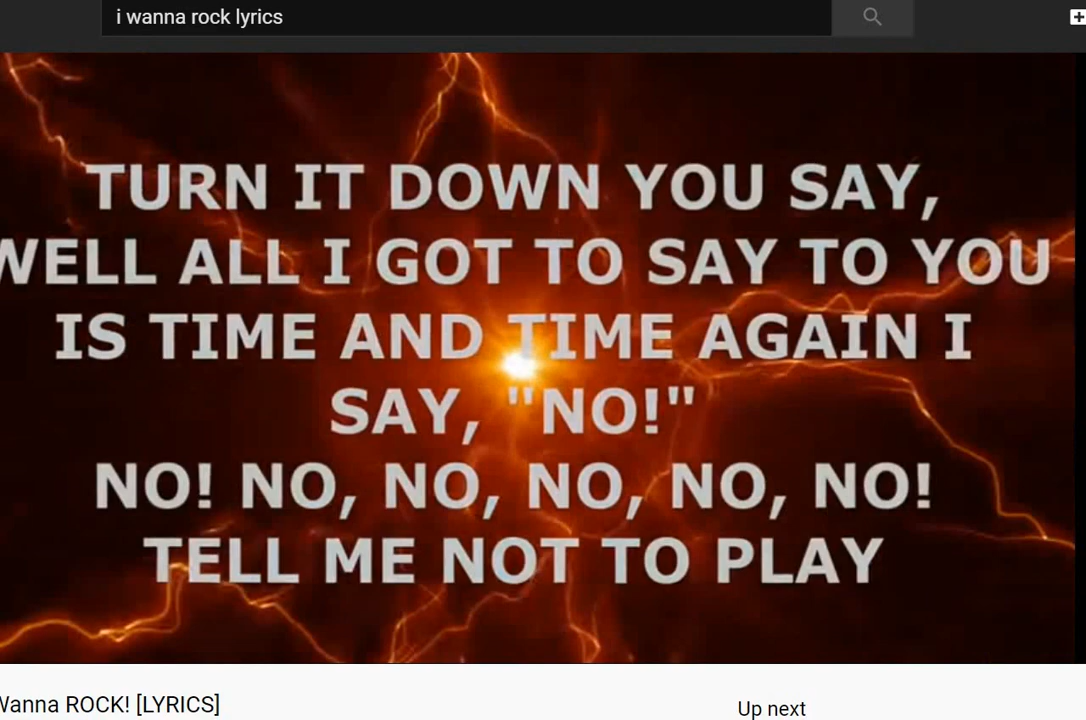 i wanna rock lyrics
TURN IT DOWN YOU SAY,
WELL ALL I GOT TO SAY TO YOU
IS TIME AND TIME AGAIN I
SAY, "NO!"
NO! NO, NO, NO, NO, NO!
TELL ME NOT TO PLAY
Wanna ROCK! [LYRICS]
Up next